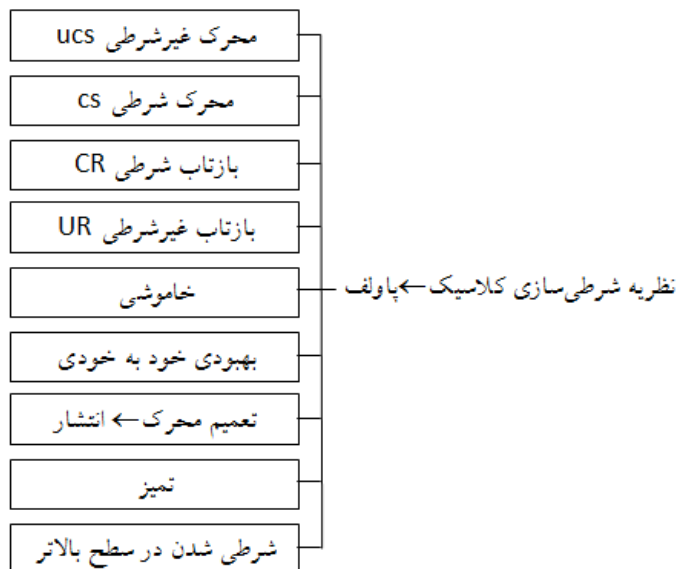 محرک غیرشرطی ucs
محرک شرطی cs
بازتاب شرطی CR
بازتاب غیرشرطی UR
خاموشی
نظریه شرطی‌سازی کلاسیک←پاولف
بهبودی خود به خودی
تعمیم محرک← انتشار
تمیز
شرطی شدن در سطح بالاتر